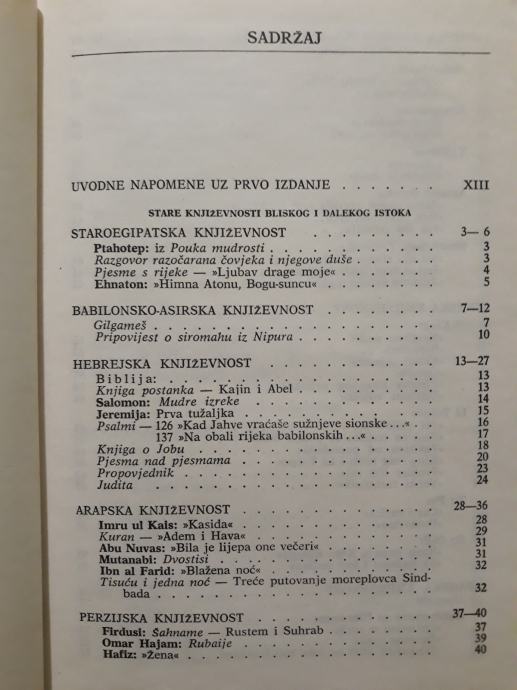 SADRŽAJ
UVODNE NAPOMENE UZ PRVO IZDANJE . . . . . . . XIII
STARE KNJIŽEVNOSTI BLISKOG I DALEKOG ISTOKA
STAROEGIPATSKA KNJIŽEVNOST . . . . . . . . 3— 6
Ptahotep: iz Pouka mudrosti . . . . . . . . . . . 3
Razgovor razočarana čovjeka i njegove duše . . . . . 3
Pjesme s rijeke — »Ljubav drage moje« . . . . . . 4
Ehnaton: »Himna Atonu, Bogu-suncu« . . . . . . . 5
BABILONSKO-ASIRSKA KNJIŽEVNOST . . . . . . . . 7—12
Gilgameš . . . . . . . . . . . . . . . . . . 7
Pripovijest o siromahu iz Nipura . . . . . . . . . 10
HEBREJSKA KNJIŽEVNOST . . . . . . . . . . . 13—27
Biblija: . . . . . . . . . . . . . . . . . 13
Knjiga postanka — Kajin i Abel . . . . . . . . . 13
Salomon: Mudre izreke . . . . . . . . . . . . 14
Jeremija: Prva tužaljka . . . . . . . . . . . . 15
Psalmi — 126 »Kad Jahve vraćaše sužnjeve sionske...« . . 16
137 »Na obali rijeka babilonskih...« . . . . . 17
Knjiga o Jobu . . . . . . . . . . . . . . . 18
Pjesma nad pjesmama . . . . . . . . . . . . . 20
Propovjednik . . . . . . . . . . . . . . . . 23
Judita . . . . . . . . . . . . . . . . . . 24
ARAPSKA KNJIŽEVNOST . . . . . . . . . . . . 28—36
Imru ul Kais: »Kasida« . . . . . . . . . . . . 28
Kuran — »Adem i Hava« . . . . . . . . . . . . 29
Abu Nuvas: »Bila je lijepa one večeri« . . . . . . . 31
Mutanabi: Dvostisi . . . . . . . . . . . . . . 31
Ibn al Farid: »Blažena noć« . . . . . . . . . . 32
Tisuću i jedna noć — Treće putovanje moreplovca Sind-
bada . . . . . . . . . . . . . . . . . . 32
PERZIJSKA KNJIŽEVNOST . . . . . . . . . . . 37—40
Firdusi: Šahname — Rustem i Suhrab . . . . . . . 37
Omar Hajam: Rubaije . . . . . . . . . . . . . 39
Hafiz: »Žena« . . . . . . . . . . . . . . . . 40